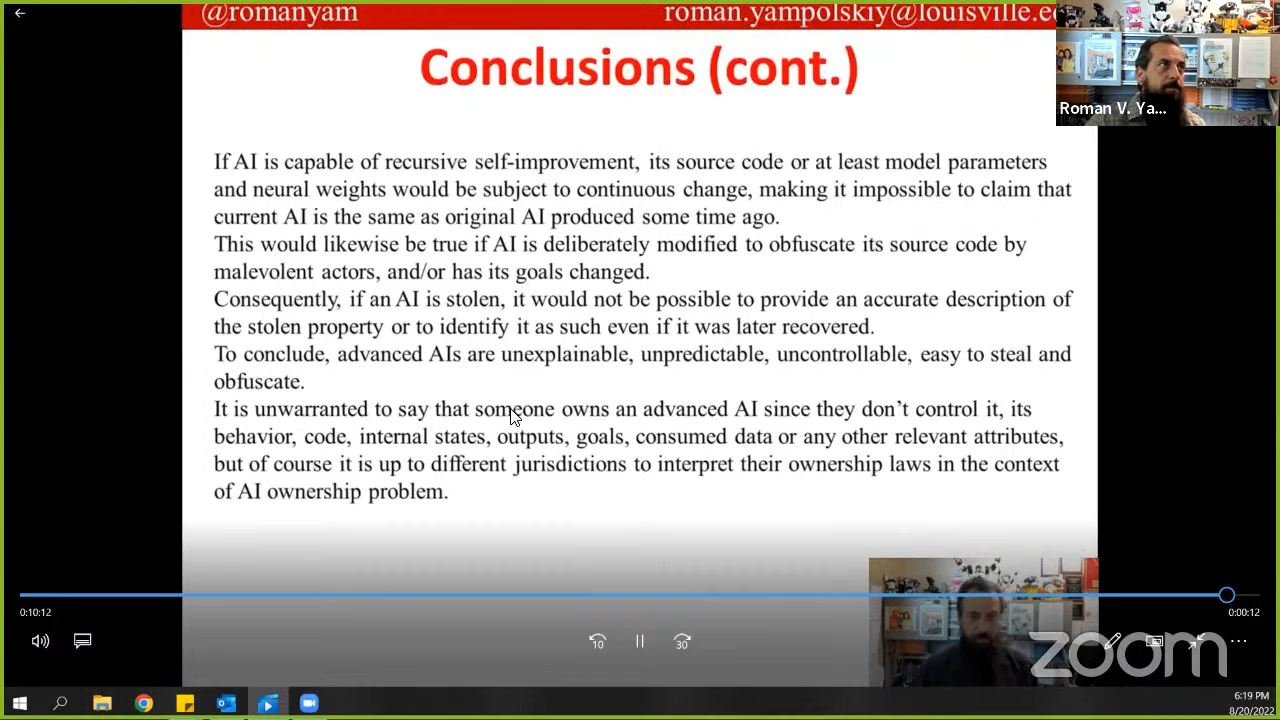 @romanyam roman.yampolskiy@louisville.e
Conclusions (cont.)
Roman V. Ya...
If AI is capable of recursive self-improvement, its source code or at least model parameters
and neural weights would be subject to continuous change, making it impossible to claim that
current AI is the same as original AI produced some time ago.
This would likewise be true if AI is deliberately modified to obfuscate its source code by
malevolent actors, and/or has its goals changed.
Consequently, if an AI is stolen, it would not be possible to provide an accurate description of
the stolen property or to identify it as such even if it was later recovered.
To conclude, advanced AIs are unexplainable, unpredictable, uncontrollable, easy to steal and
obfuscate.
It is unwarranted to say that someone owns an advanced AI since they don’t control it, its
behavior, code, internal states, outputs, goals, consumed data or any other relevant attributes,
but of course it is up to different jurisdictions to interpret their ownership laws in the context
of AI ownership problem.
0:10:12 0:00:12
10 30
zoom
6:19 PM
8/20/2022